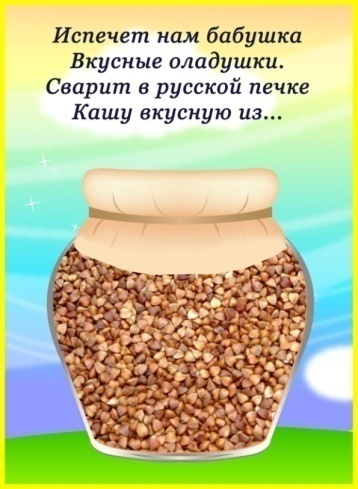 Испечет нам бабушка
Вкусные оладушки.
Сварит в русской печке
Кашу вкусную из...